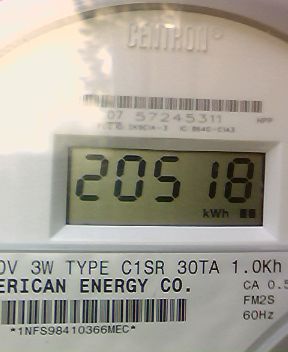 CENTRON®
07 57245311 HPP
20518
kWh
0V 3W TYPE C1SR 30TA 1.0Kh
ERICAN ENERGY CO. CA 0.5
FM2S
*1NFS98410366MEC* 60Hz